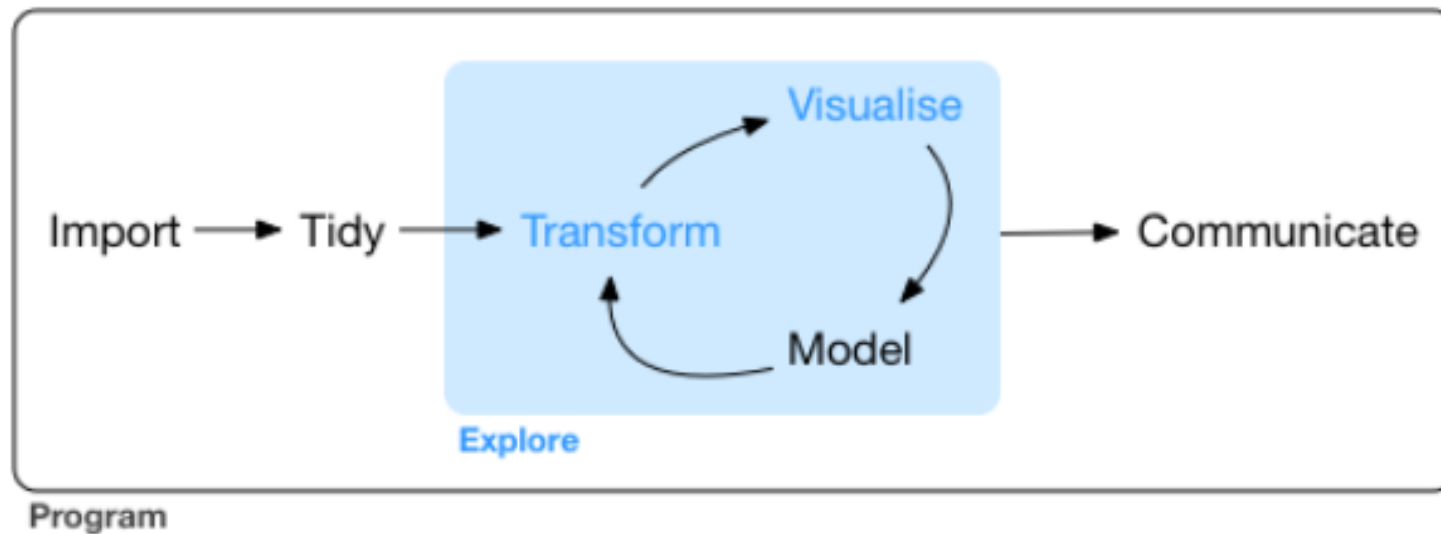 Visualise
Import
Tidy
Transform
Communicate
Model
Explore
Program